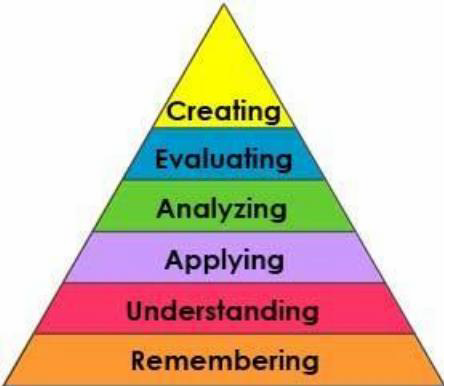 Creating
Evaluating
Analyzing
Applying
Understanding
Remembering